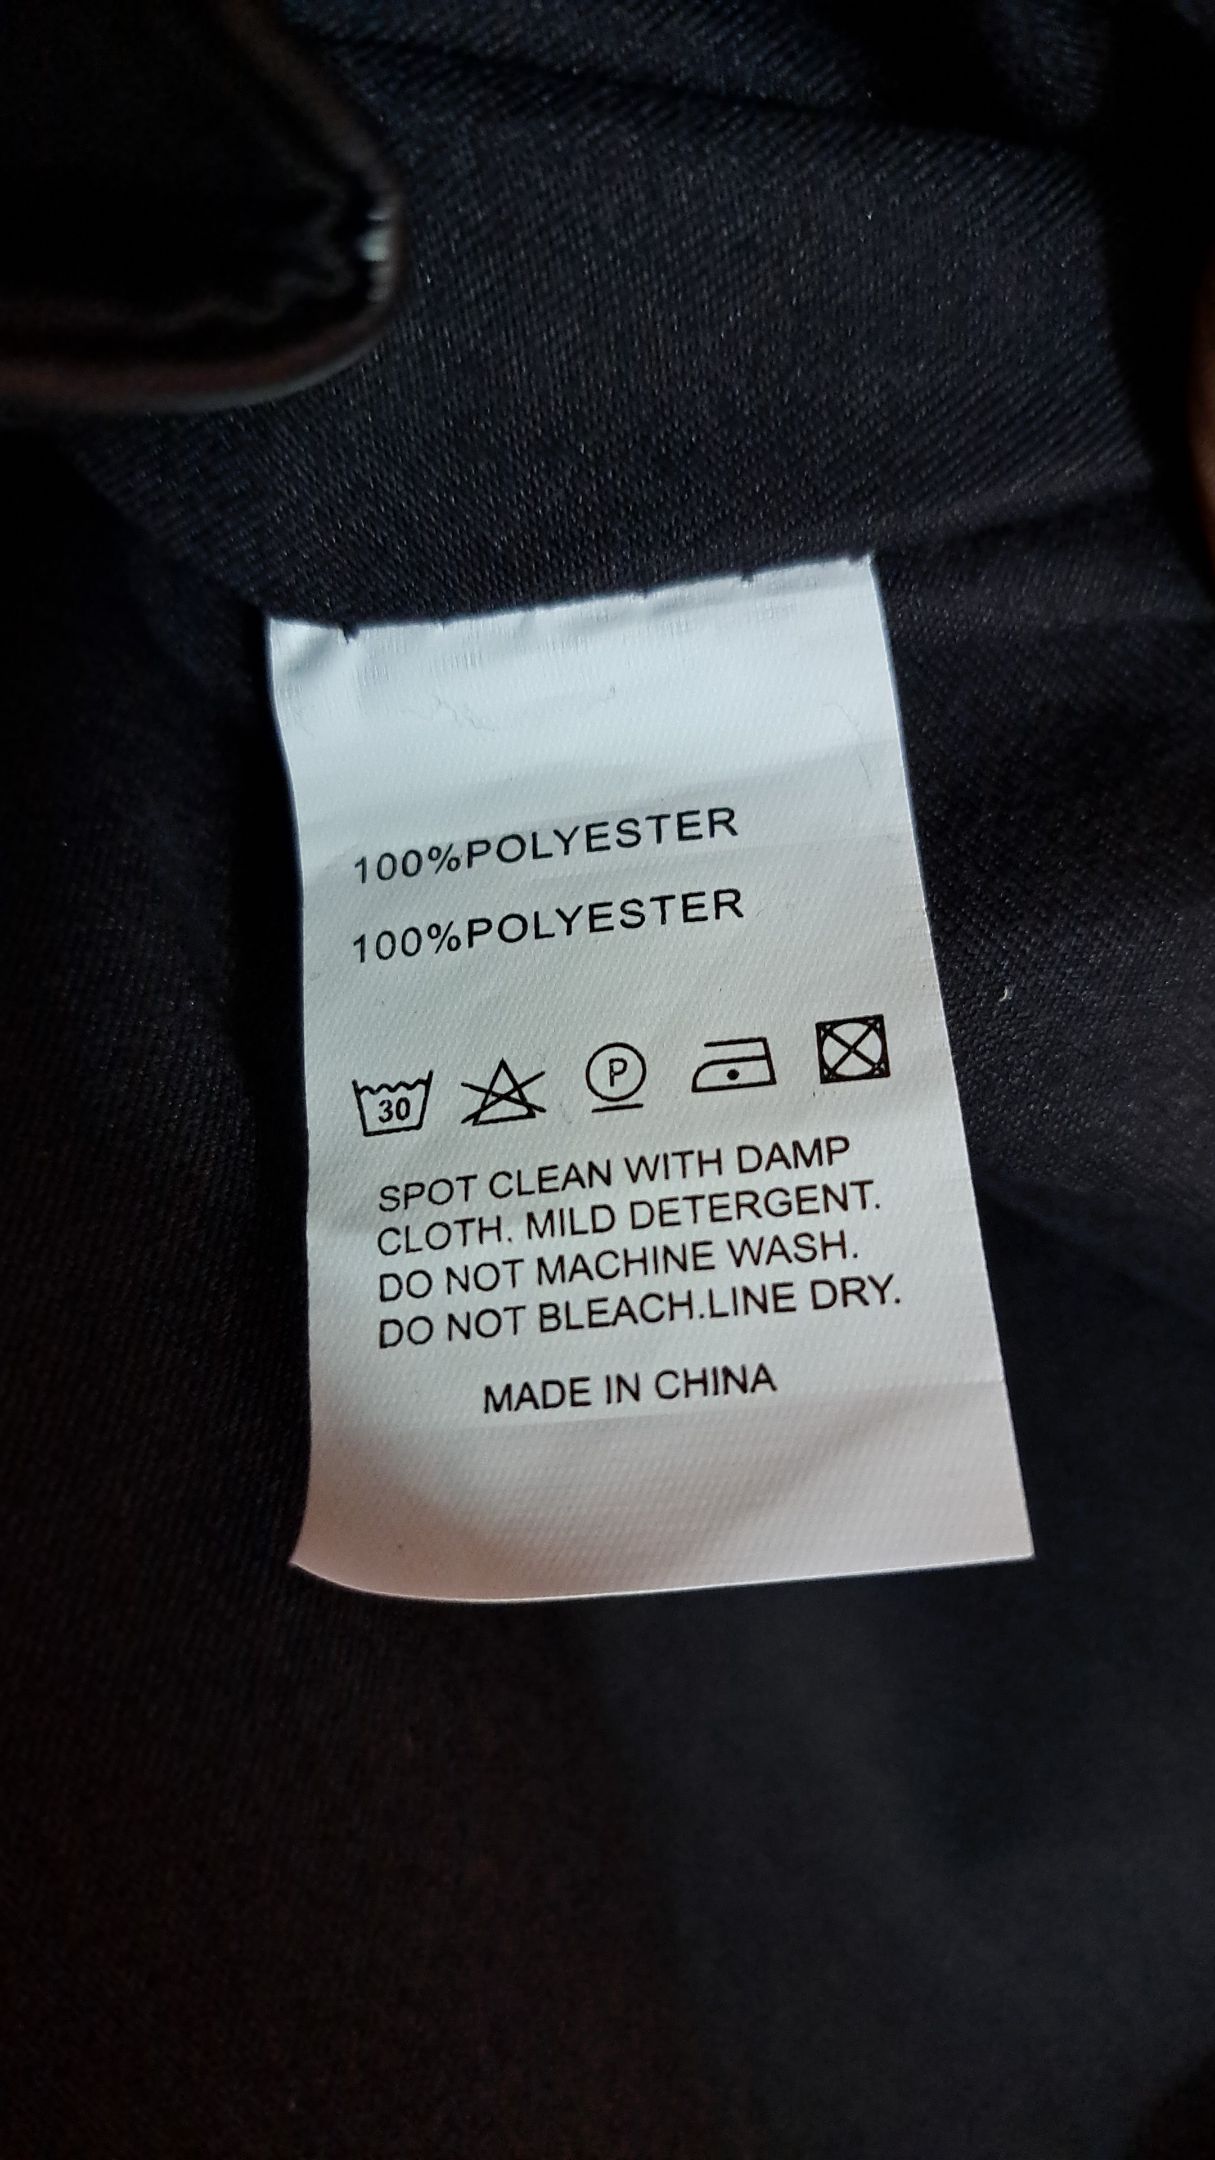 100%POLYESTER
100%POLYESTER
30 P
SPOT CLEAN WITH DAMP
CLOTH. MILD DETERGENT.
DO NOT MACHINE WASH.
DO NOT BLEACH.LINE DRY.
MADE IN CHINA